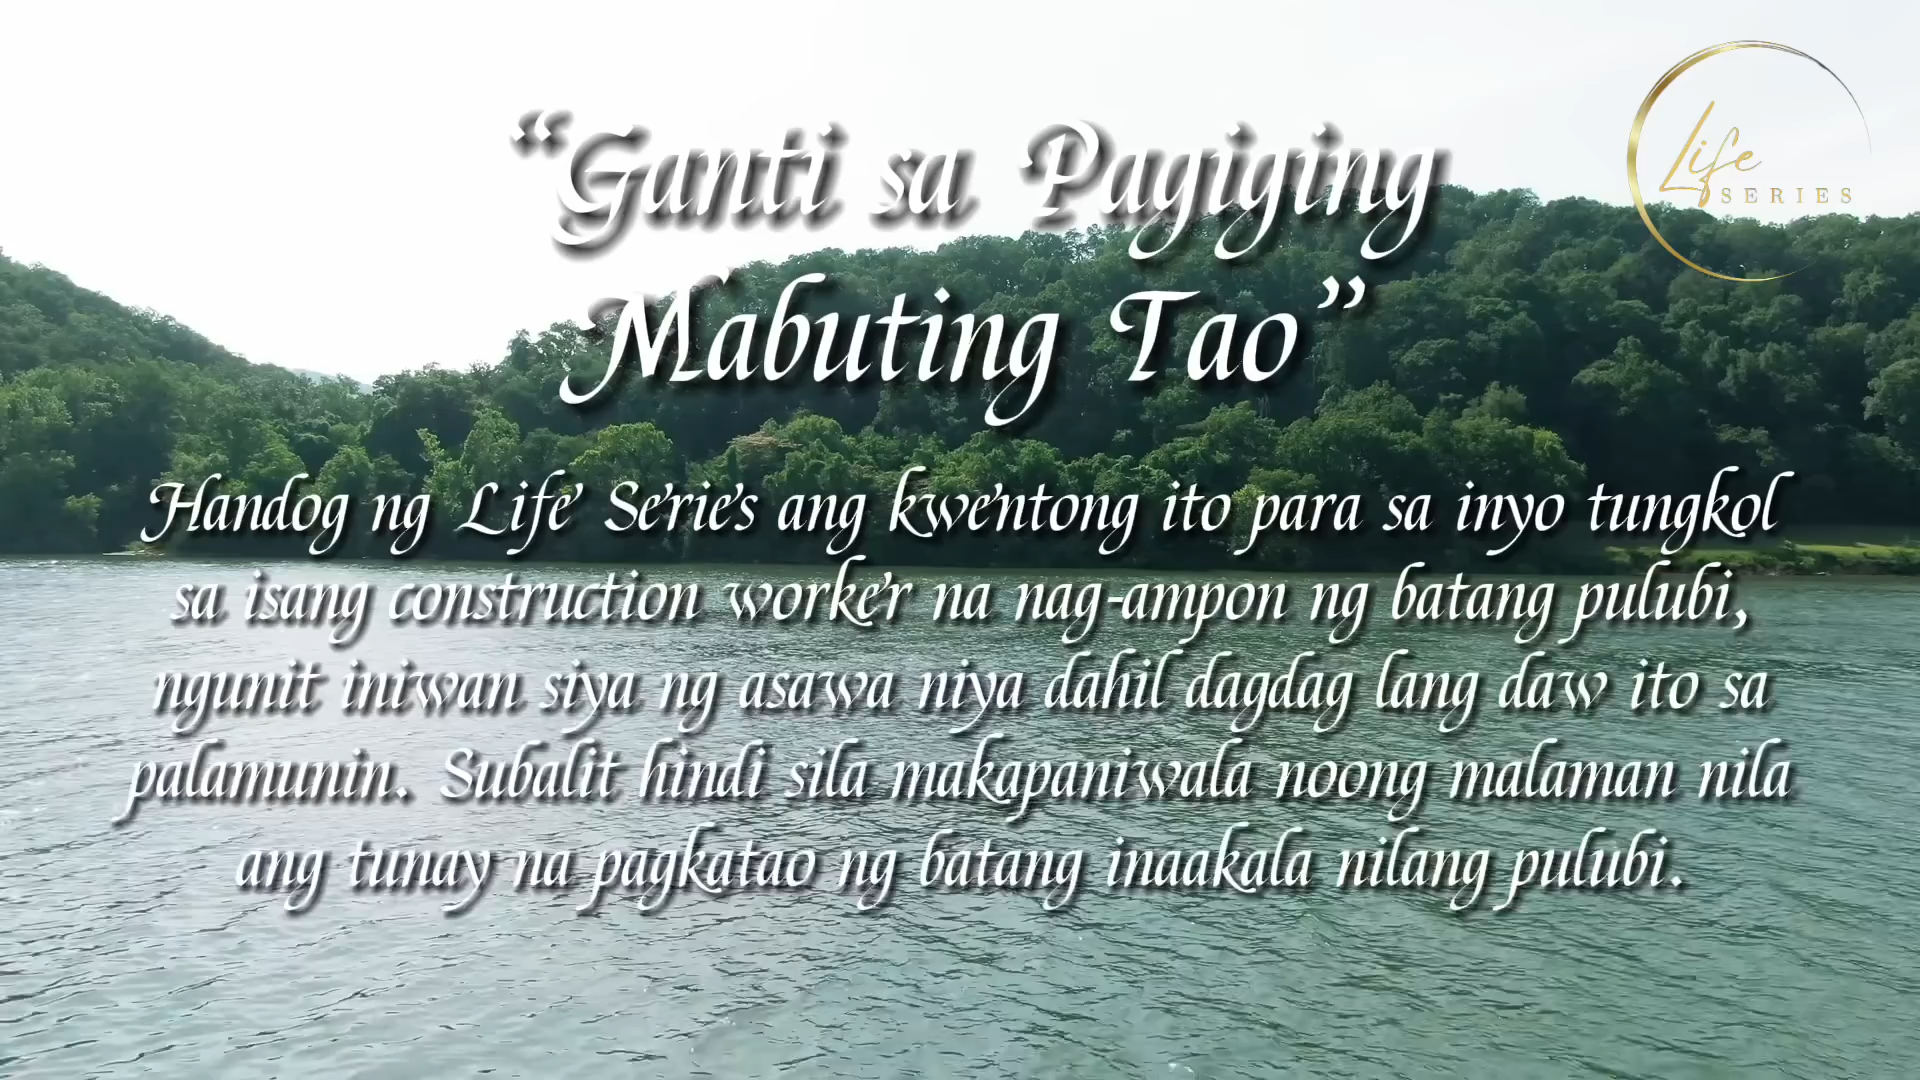 “Ganti sa Pagiging
Mabuting Tao”
Life
SERIES
Handog ng Life Series ang kwentong ito para sa inyo tungkol
sa isang construction worker na nag-ampon ng batang pulubi,
ngunit iniwan siya ng asawa niya dahil dagdag lang daw ito sa
palamunin. Subalit hindi sila makapaniwala noong malaman nila
ang tunay na pagkatao ng batang inaakala nilang pulubi.